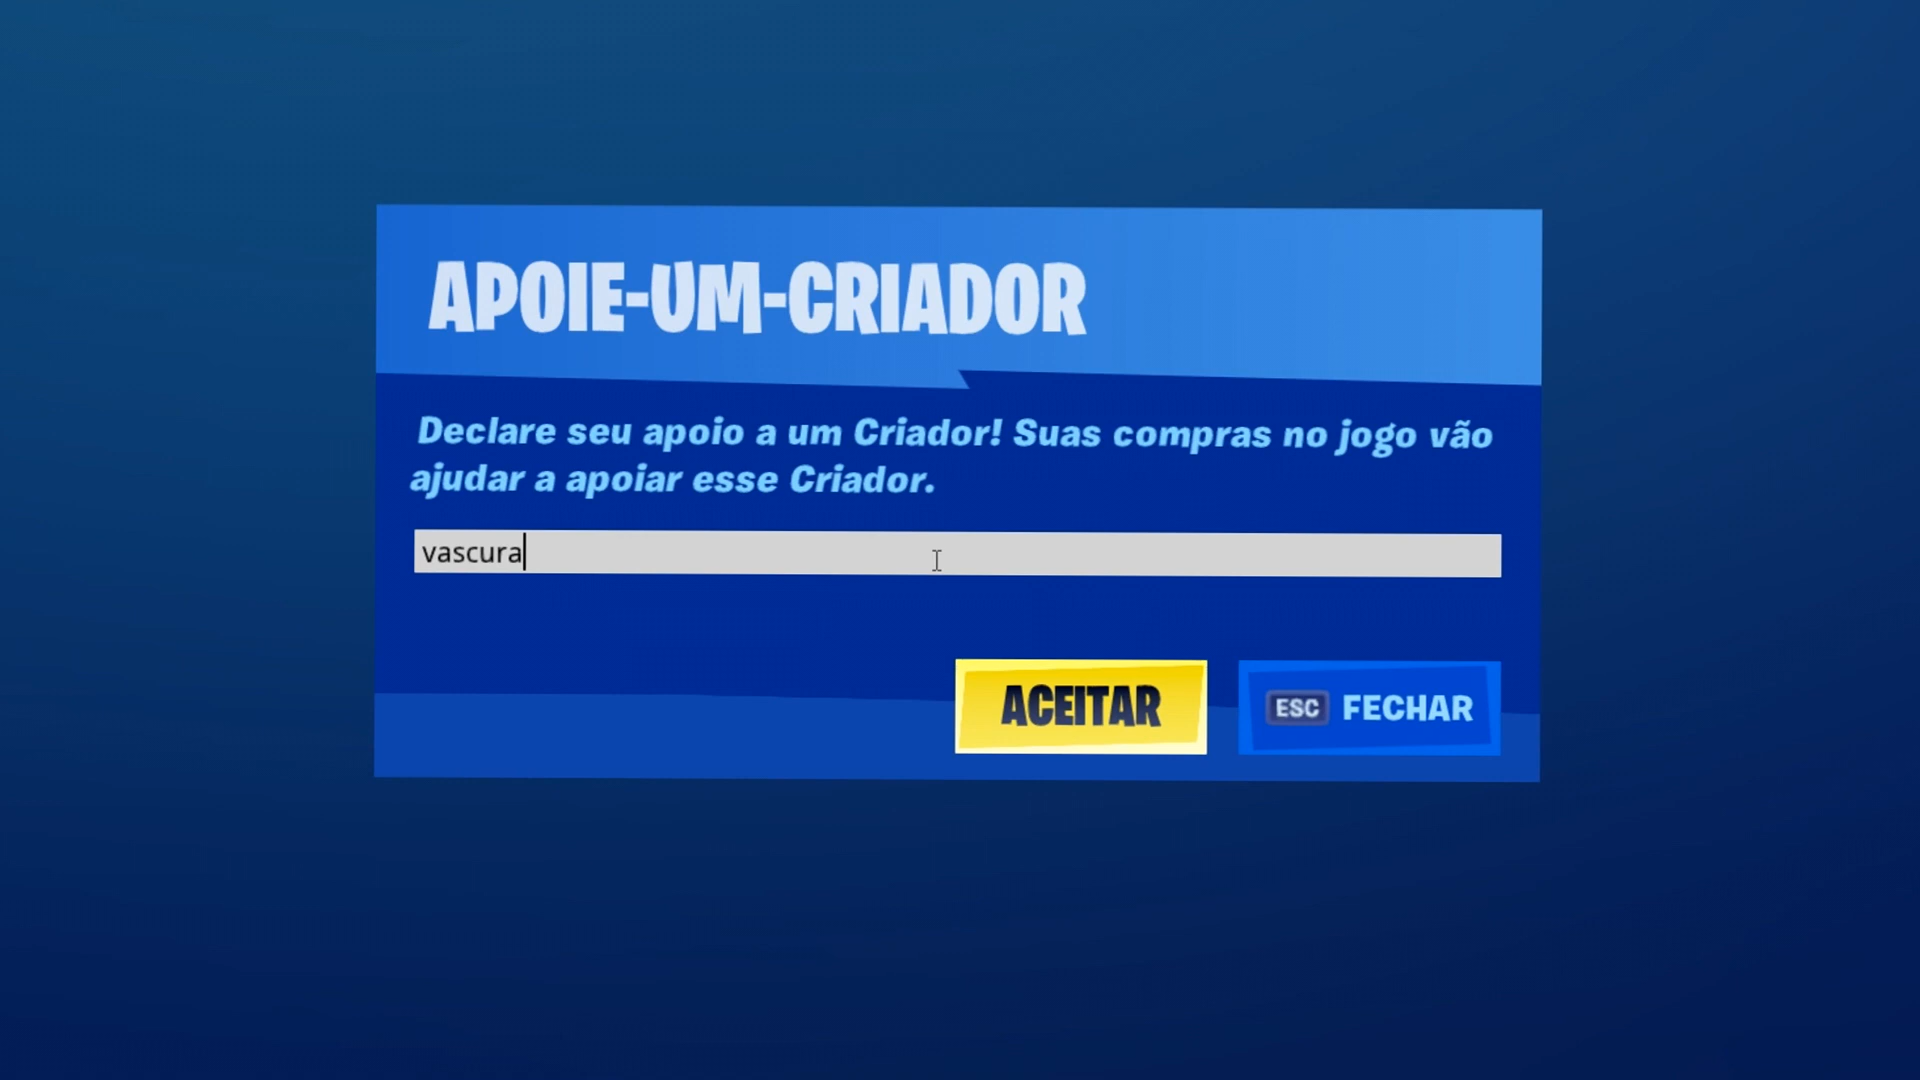 APOIE-UM-CRIADOR
Declare seu apoio a um Criador! Suas compras no jogo vão
ajudar a apoiar esse Criador.
vascura
ACEITAR
ESC FECHAR